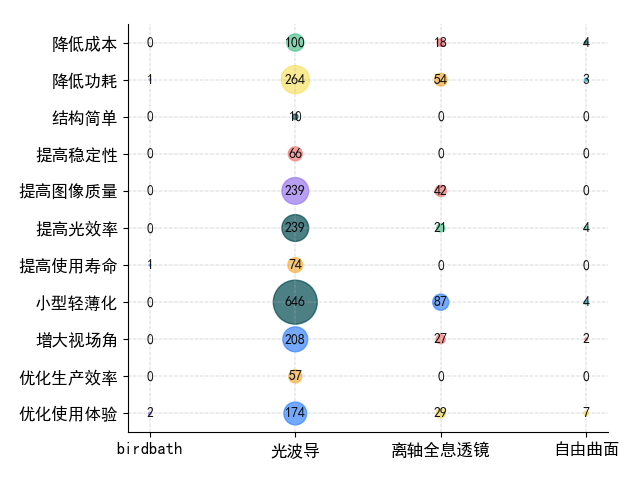 降低成本 0 100 18 4
降低功耗 1 264 54 3
结构简单 0 10 0 0
提高稳定性 0 66 0 0
提高图像质量 0 239 42 0
提高光效率 0 239 21 4
提高使用寿命 1 74 0 0
小型轻薄化 0 646 87 4
增大视场角 0 208 27 2
优化生产效率 0 57 0 0
优化使用体验 2 174 29 7
birdbath 光波导 离轴全息透镜 自由曲面